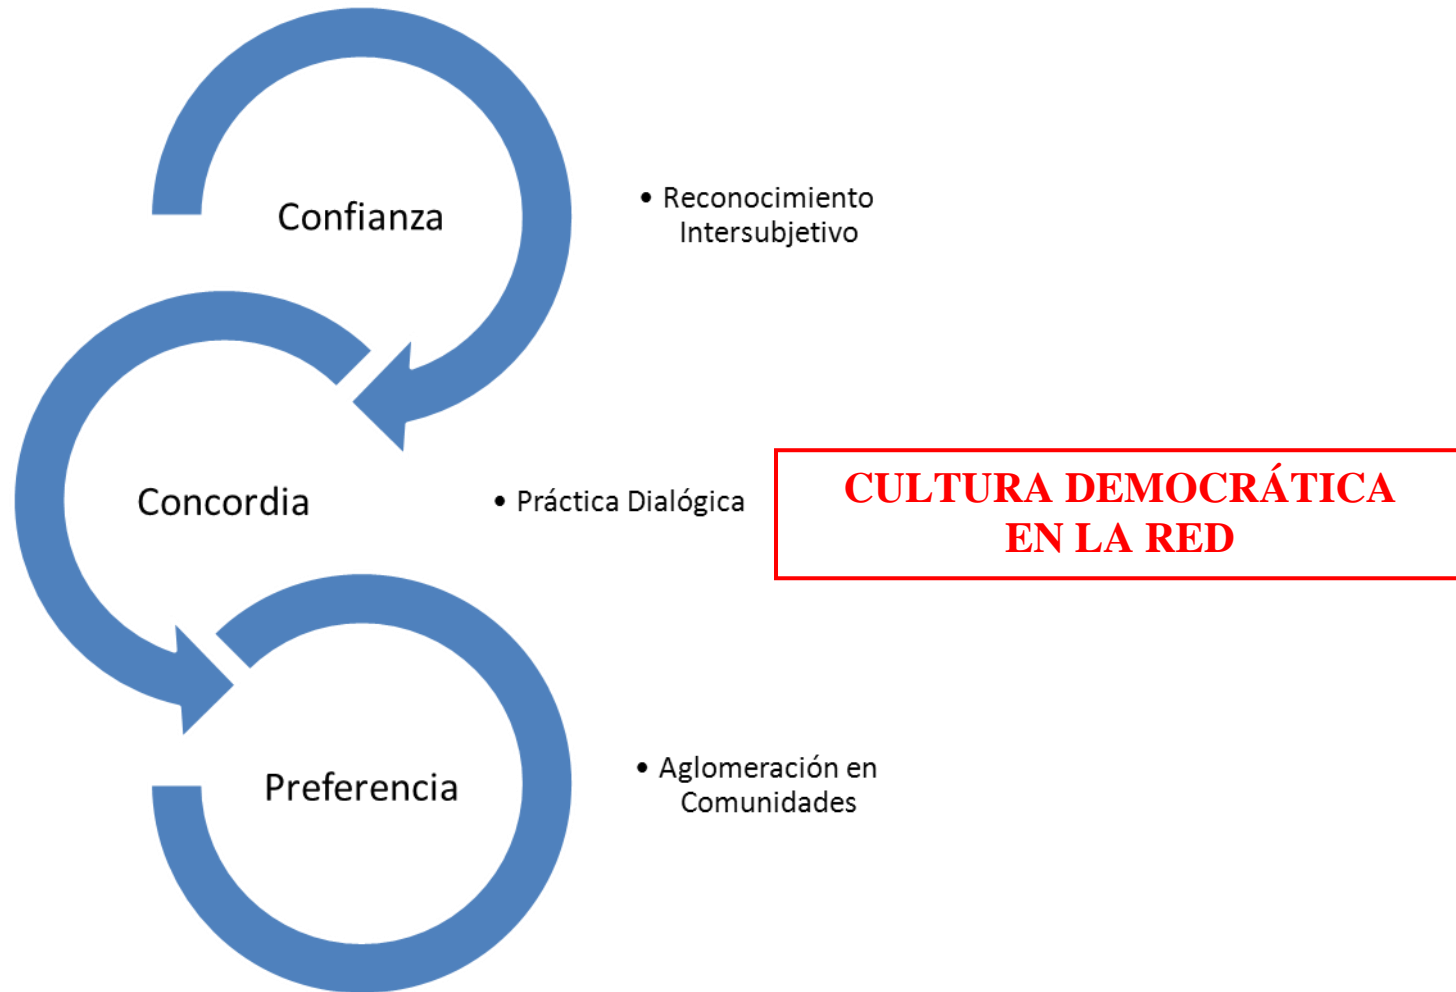 Confianza
• Reconocimiento
Intersubjetivo
Concordia
• Práctica Dialógica
CULTURA DEMOCRÁTICA
EN LA RED
Preferencia
• Aglomeración en
Comunidades